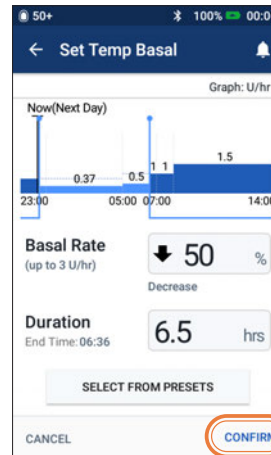 50+ 100% 00:0
Set Temp Basal
Graph: U/hr
Now(Next Day)
0.37 0.5 1 1 1.5
23:00 05:00 07:00 14:00
Basal Rate
(up to 3 U/hr)
50 %
Decrease
Duration
End Time: 06:36
6.5 hrs
SELECT FROM PRESETS
CANCEL CONFIRM